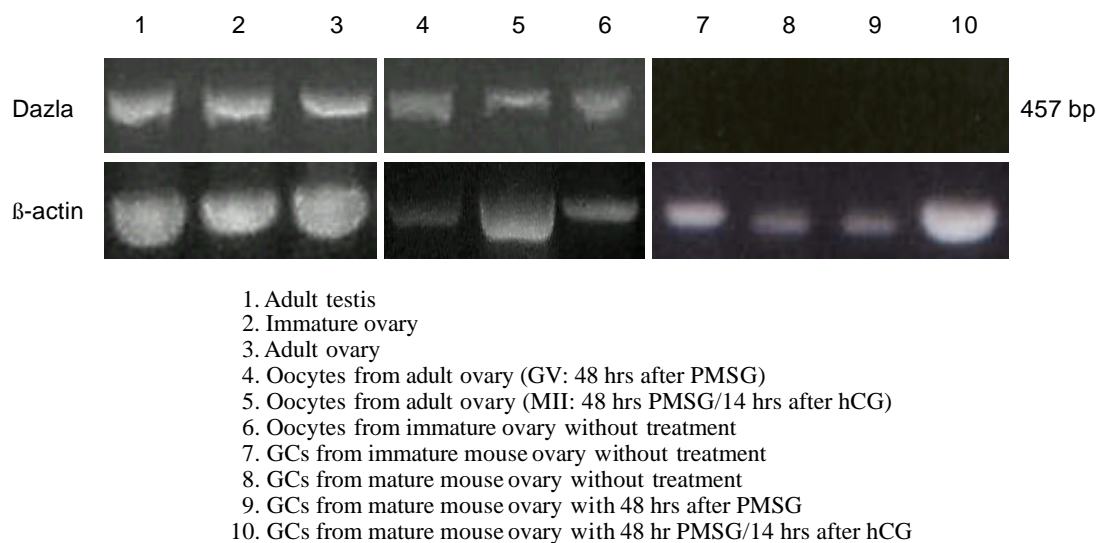 1 2 3 4 5 6 7 8 9 10
Dazla 457 bp
ß-actin
1. Adult testis
2. Immature ovary
3. Adult ovary
4. Oocytes from adult ovary (GV: 48 hrs after PMSG)
5. Oocytes from adult ovary (MII: 48 hrs PMSG/14 hrs after hCG)
6. Oocytes from immature ovary without treatment
7. GCs from immature mouse ovary without treatment
8. GCs from mature mouse ovary without treatment
9. GCs from mature mouse ovary with 48 hrs after PMSG
10. GCs from mature mouse ovary with 48 hr PMSG/14 hrs after hCG